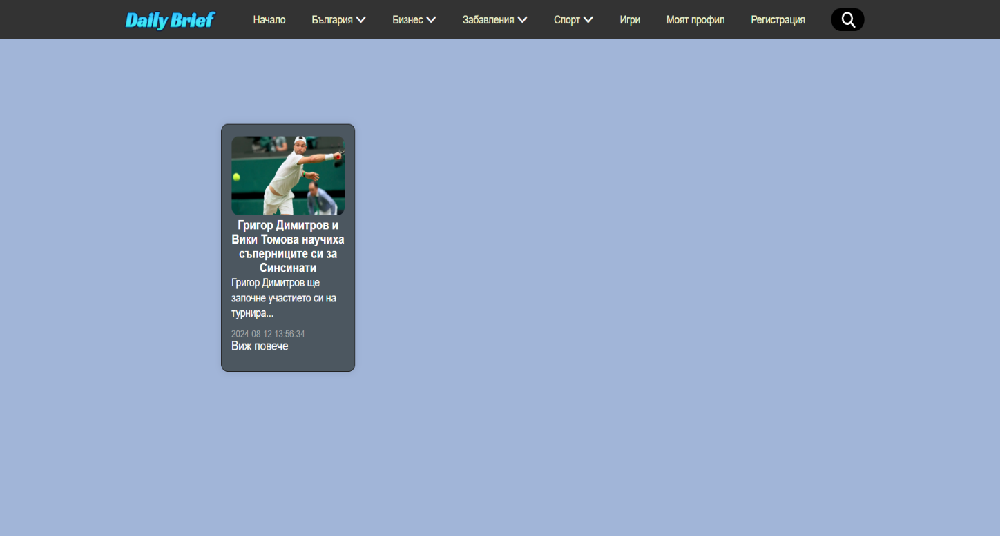 Daily Brief Начало България Бизнес Забавления Спорт Игри Моят профил Регистрация
Григор Димитров и
Вики Томова научиха
съперниците си за
Синсинати
Григор Димитров ще
започне участието си на
турнира...
2024-08-12 13:56:34
Виж повече